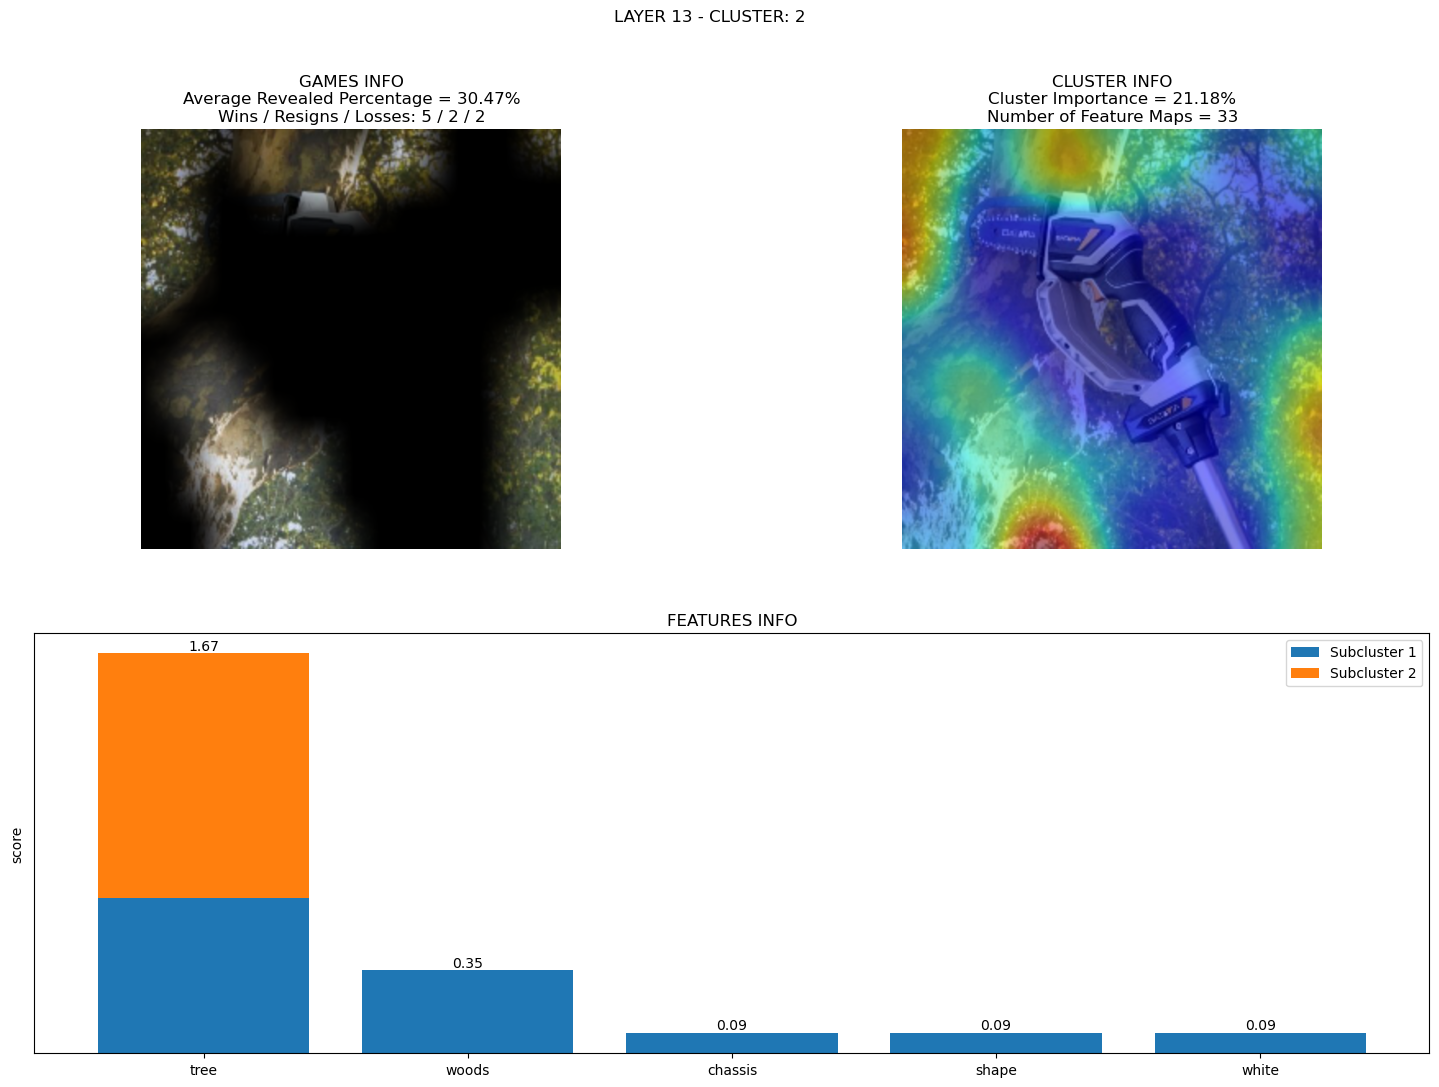 LAYER 13 - CLUSTER: 2
GAMES INFO
Average Revealed Percentage = 30.47%
Wins / Resigns / Losses: 5 / 2 / 2
CLUSTER INFO
Cluster Importance = 21.18%
Number of Feature Maps = 33
FEATURES INFO
1.67
Subcluster 1
Subcluster 2
score
0.35
0.09
0.09
0.09
tree
woods
chassis
shape
white